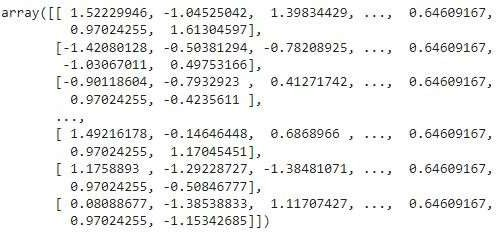 array([[ 1.52229946, -1.04525042,  1.39834429, ...,  0.64609167,
         0.97024255,  1.61304597],
       [-1.42080128, -0.50381294, -0.78208925, ...,  0.64609167,
        -1.03067011,  0.49753166],
       [-0.90118604, -0.7932923 ,  0.41271742, ...,  0.64609167,
         0.97024255, -0.4235611 ],
       ...,
       [ 1.49216178, -0.14646448,  0.6868966 , ...,  0.64609167,
         0.97024255,  1.17045451],
       [ 1.1758893 , -1.29228727, -1.38481071, ...,  0.64609167,
         0.97024255, -0.50846777],
       [ 0.08088677, -1.38538833,  1.11707427, ...,  0.64609167,
         0.97024255, -1.15342685]])